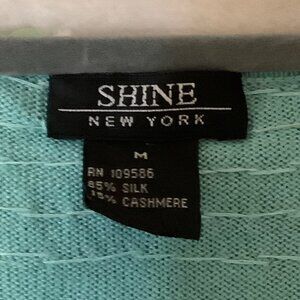 SHINE
NEW YORK
M
RN 109586
85% SILK
15% CASHMERE